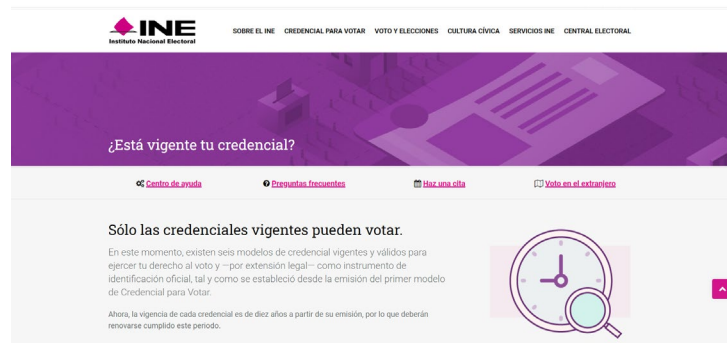 INE
Instituto Nacional Electoral
SOBRE EL INE CREDENCIAL PARA VOTAR VOTO Y ELECCIONES CULTURA CÍVICA SERVICIOS INE CENTRAL ELECTORAL
¿Está vigente tu credencial?
Centro de ayuda Preguntas frecuentes Haz una cita Voto en el extranjero
Sólo las credenciales vigentes pueden votar.
En este momento, existen seis modelos de credencial vigentes y válidos para
ejercer tu derecho al voto y —por extensión legal— como instrumento de
identificación oficial, tal y como se estableció desde la emisión del primer modelo
de Credencial para Votar.
Ahora, la vigencia de cada credencial es de diez años a partir de su emisión, por lo que deberán
renovarse cumplido este periodo.